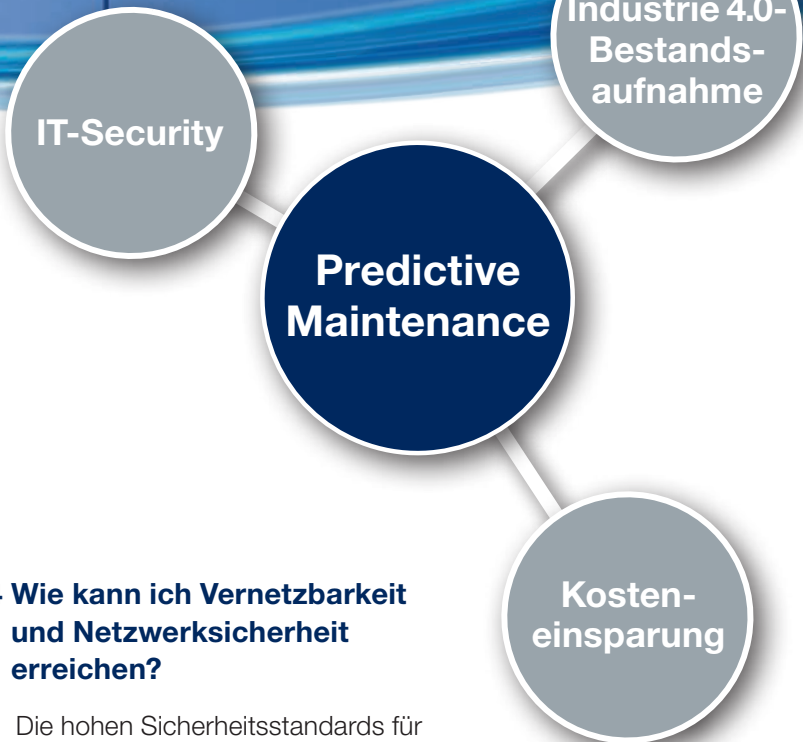 Industrie 4.0-
Bestands-
aufnahme
IT-Security
Predictive
Maintenance
Kosten-
einsparung
Wie kann ich Vernetzbarkeit
und Netzwerksicherheit
erreichen?
Die hohen Sicherheitsstandards für